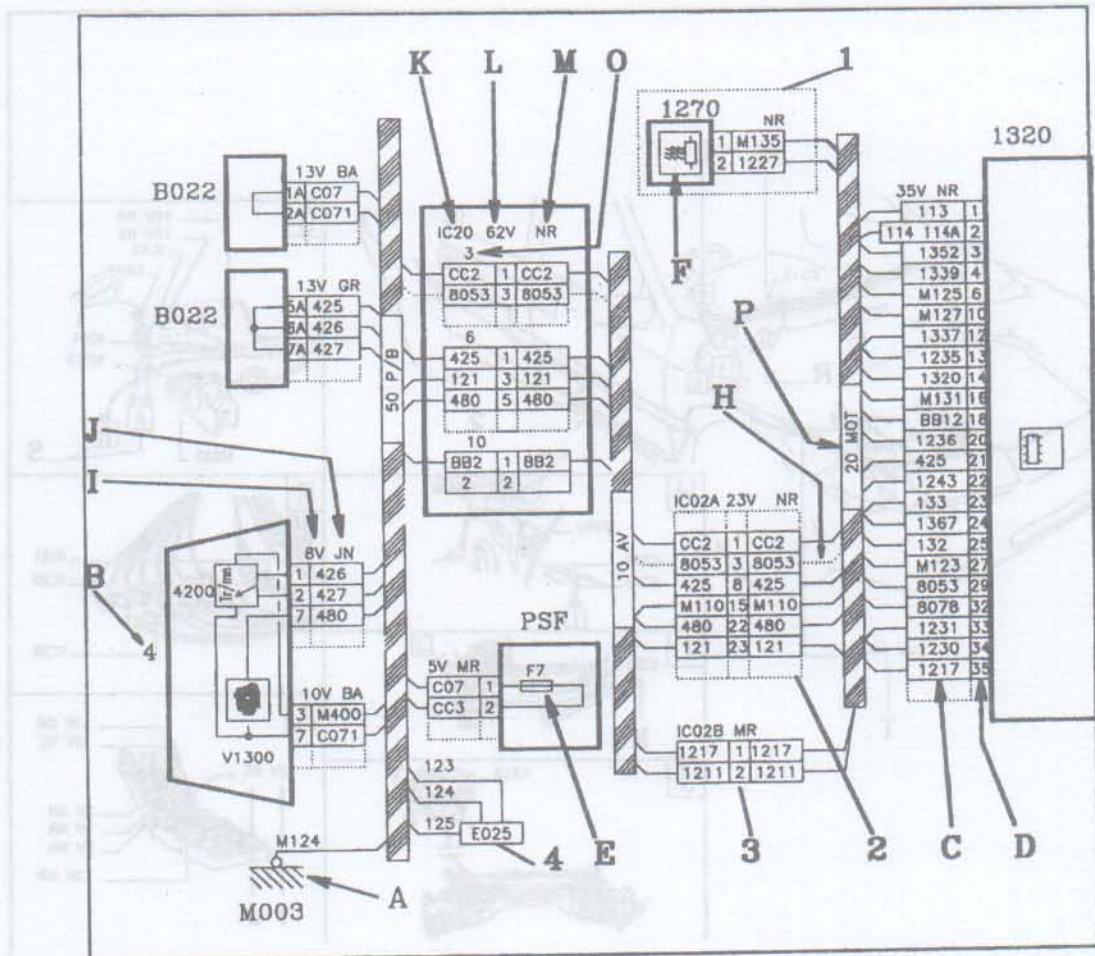 K L M O 1
1270
NR
1 M135
2 1227
1320
B022
13V BA
1A C07
2A C071
IC20 62V NR
3
CC2 1 CC2
8053 3 8053
F
35V NR
113 1
114 114A 2
1352 3
1339 4
M125 6
M127 10
1337 12
1235 13
1320 14
M131 16
BB12 18
1236 20
425 21
1243 22
133 23
1367 24
132 25
M123 27
8053 29
8078 32
1231 33
1230 34
1217 35
B022
13V GR
5A 425
6A 426
7A 427
6
425 1 425
121 3 121
480 5 480
P
H
50 P/B
20 MOT
10 AV
J
I
10
BB2 1 BB2
2 2
IC02A 23V NR
CC2 1 CC2
8053 3 8053
425 8 425
M110 15 M110
480 22 480
121 23 121
8V JN
1 426
2 427
7 480
B
4
4200
Tr/mn
PSF
5V MR
C07 1
CC3 2
F7
10V BA
3 M400
7 C071
V1300
IC02B MR
1217 1 1217
1211 2 1211
123
124
125
E025
M124
M003
A 4 E 3 2 C D